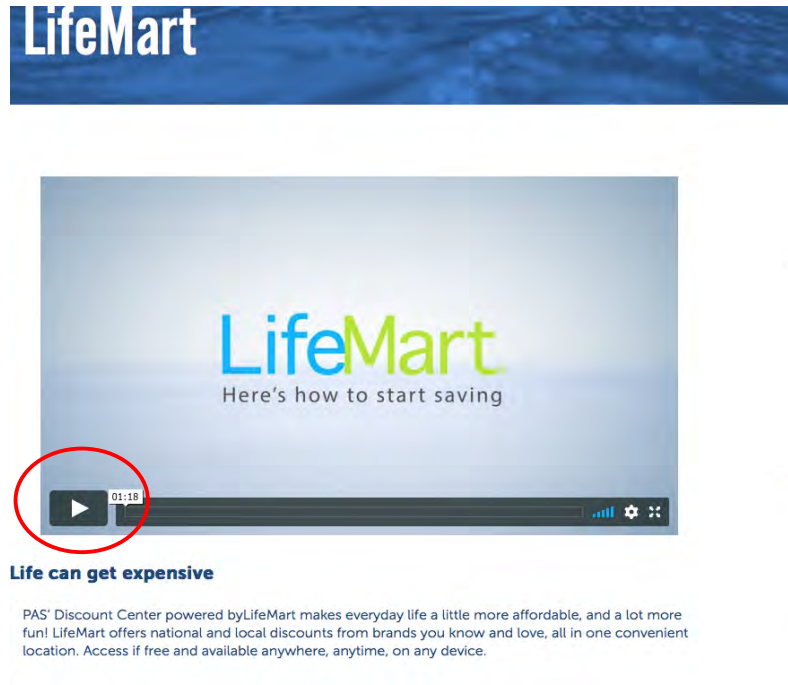 LifeMart
LifeMart
Here's how to start saving
01:18
Life can get expensive
PAS' Discount Center powered byLifeMart makes everyday life a little more affordable, and a lot more
fun! LifeMart offers national and local discounts from brands you know and love, all in one convenient
location. Access if free and available anywhere, anytime, on any device.